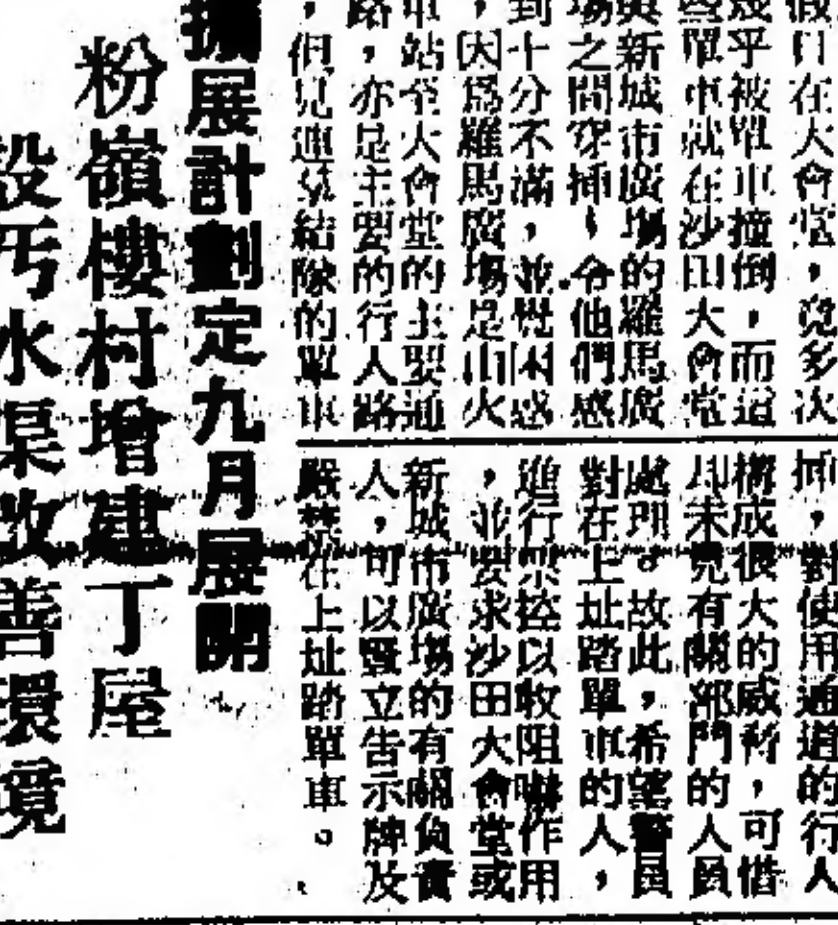 假日在大會堂，竟多次
幾乎被單車撞倒，而這
些單車就在沙田大會堂
與新城市廣場的羅馬廣
場之間穿插，令他們感
到十分不滿，並覺困惑
，因爲羅馬廣場是由火
車站至大會堂的主要通
路，亦是主要的行人路
，但見連羣結隊的單車
插，對使用通道的行人
構成很大的威脅，可惜
却未見有關部門的人員
處理。故此，希望警員
對在上址踏單車的人，
進行票控以收阻嚇作用
，並要求沙田大會堂或
新城市廣場的有關負責
人，可以豎立告示牌及
嚴禁在上址踏單車。
擴展計劃定九月展開
粉嶺樓村增建丁屋
設污水渠改善環境